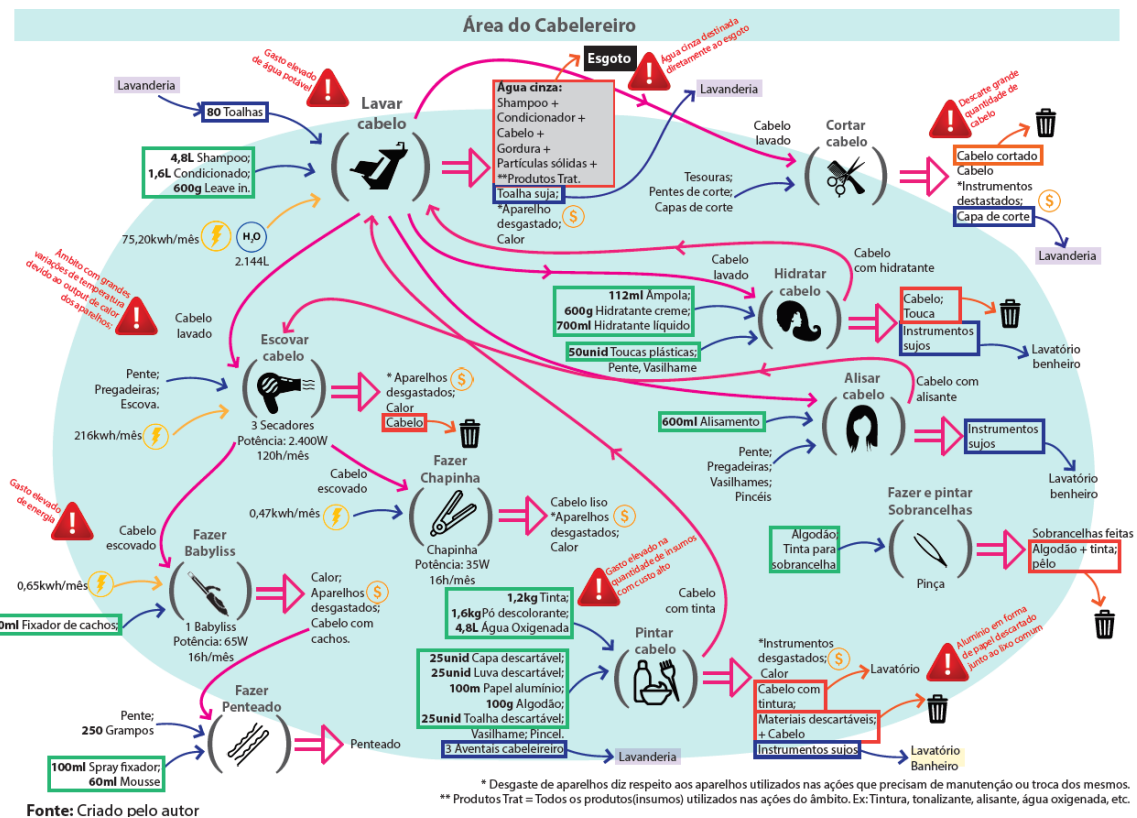 Área do Cabelereiro
Gasto elevado
de água potável
Lavanderia
80 Toalhas
4,8L Shampoo;
1,6L Condicionado;
600g Leave in.
75,20kwh/mês
H₂O
2.144L
Lavar
cabelo
Esgoto
Água cinza destinada
diretamente ao esgoto
Água cinza:
Shampoo +
Condicionador +
Cabelo +
Gordura +
Partículas sólidas +
**Produtos Trat.
Toalha suja;
*Aparelho
desgastado;
Calor
$
Lavanderia
Cabelo
lavado
Tesouras;
Pentes de corte;
Capas de corte
Cortar
cabelo
Descarte grande
quantidade de
cabelo
Cabelo cortado
Cabelo
*Instrumentos
destastados;
$
Capa de corte
Lavanderia
Âmbito com grandes
variações de temperatura
devido ao output de calor
dos aparelhos;
Cabelo
lavado
Cabelo
lavado
112ml Ampola;
600g Hidratante creme;
700ml Hidratante líquido
50unid Toucas plásticas;
Pente, Vasilhame
Hidratar
cabelo
Cabelo
com hidratante
Cabelo;
Touca
Instrumentos
sujos
Lavatório
benheiro
Pente;
Pregadeiras;
Escova.
216kwh/mês
Escovar
cabelo
3 Secadores
Potência: 2.400W
120h/mês
* Aparelhos
desgastados;
Calor
$
Cabelo
600ml Alisamento
Pente;
Pregadeiras;
Vasilhames;
Pincéis
Alisar
cabelo
Cabelo com
alisante
Instrumentos
sujos
Lavatório
benheiro
Cabelo
escovado
0,47kwh/mês
Fazer
Chapinha
Chapinha
Potência: 35W
16h/mês
Cabelo liso
*Aparelhos
desgastados;
Calor
$
Fazer e pintar
Sobrancelhas
Algodão;
Tinta para
sobrancelha
Pinça
Sobrancelhas feitas
Algodão + tinta;
pêlo
Gasto elevado
de energia
Cabelo
escovado
0,65kwh/mês
0ml Fixador de cachos;
Fazer
Babyliss
1 Babyliss
Potência: 65W
16h/mês
Calor;
Aparelhos
desgastados;
Cabelo com
cachos.
$
Gasto elevado na
quantidade de insumos
com custo alto
1,2kg Tinta;
1,6kgPó descolorante;
4,8L Água Oxigenada
25unid Capa descartável;
25unid Luva descartável;
100m Papel alumínio;
100g Algodão;
25unid Toalha descartável;
Vasilhame; Pincel.
3 Aventais cabeleireiro
Lavanderia
Cabelo
com tinta
Pintar
cabelo
*Instrumentos
desgastados;
Calor
$
Cabelo com
tintura;
Lavatório
Materiais descartáveis;
+ Cabelo
Instrumentos sujos
Lavatório
Banheiro
Alumínio em forma
de papel descartado
junto ao lixo comum
Fazer
Penteado
Pente;
250 Grampos
100ml Spray fixador;
60ml Mousse
Penteado
* Desgaste de aparelhos diz respeito aos aparelhos utilizados nas ações que precisam de manutenção ou troca dos mesmos.
** Produtos Trat = Todos os produtos(insumos) utilizados nas ações do âmbito. Ex: Tintura, tonalizante, alisante, água oxigenada, etc.
Fonte: Criado pelo autor